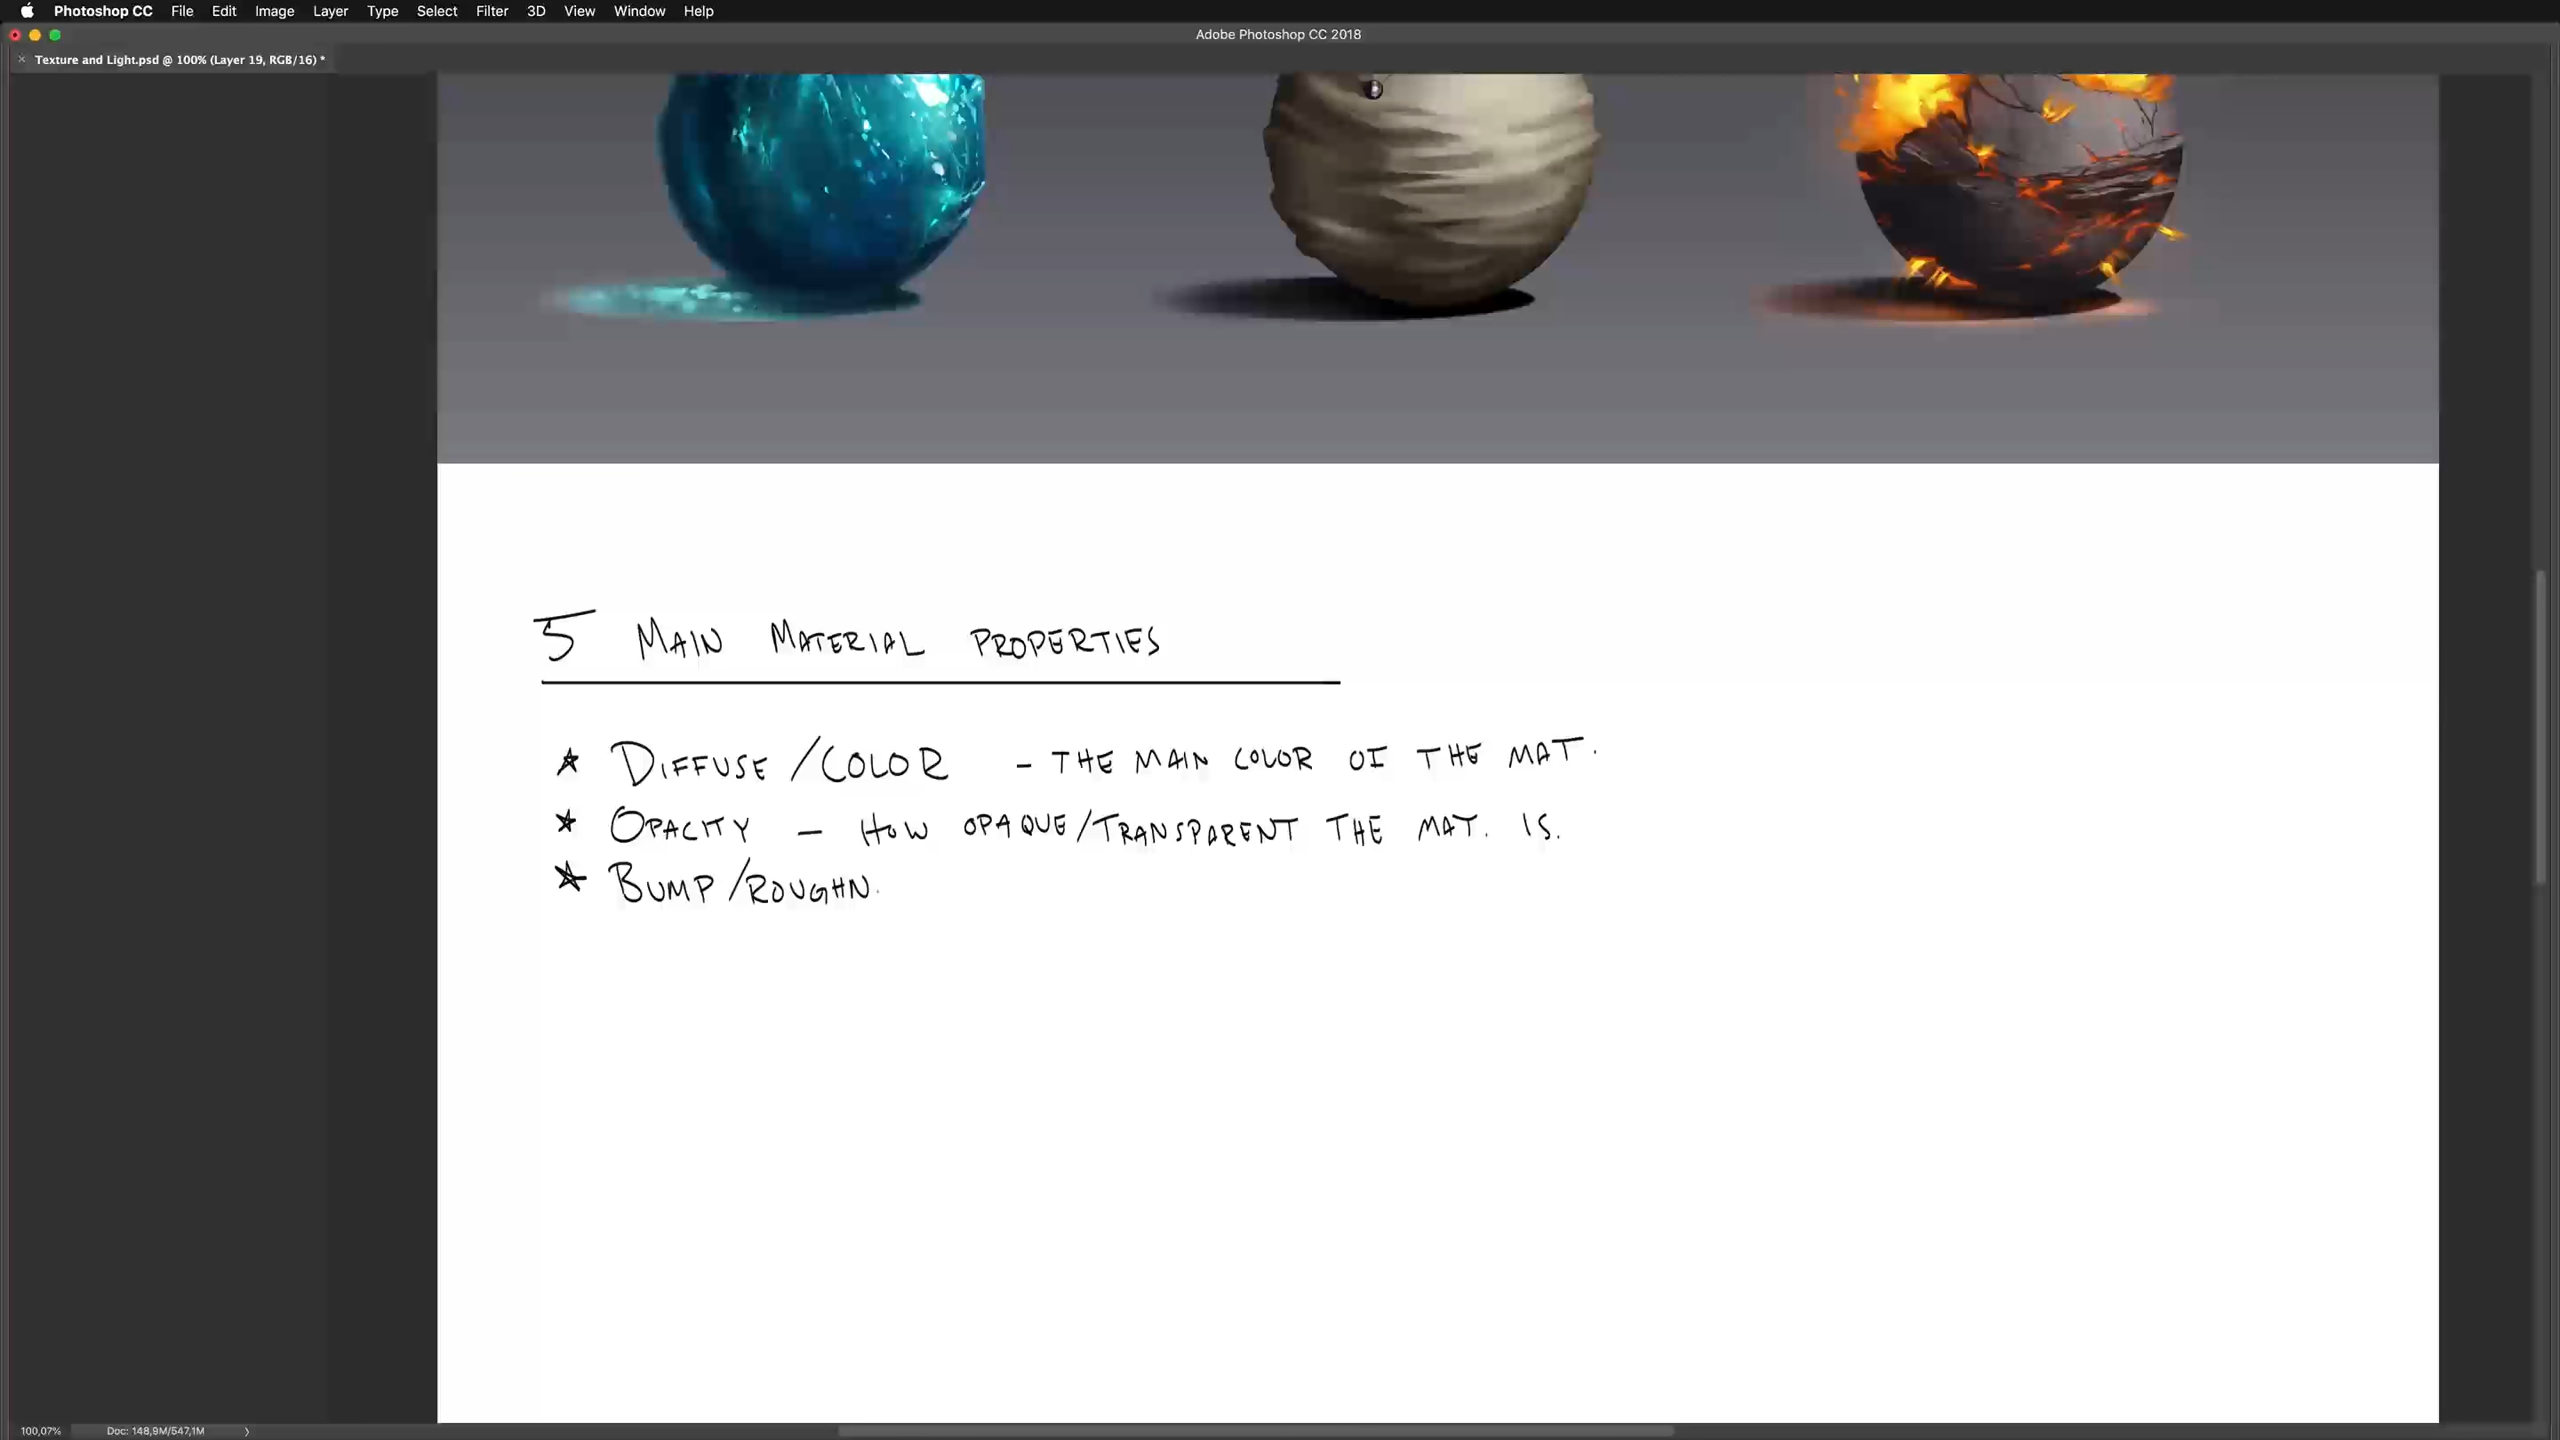 Photoshop CC File Edit Image Layer Type Select Filter 3D View Window Help
Adobe Photoshop CC 2018
× Texture and Light.psd @ 100% (Layer 19, RGB/16) *
5 MAIN MATERIAL PROPERTIES
★ DIFFUSE/COLOR – THE MAIN COLOR OF THE MAT.
★ OPACITY – HOW OPAQUE/TRANSPARENT THE MAT. IS.
★ BUMP/ROUGHN.
100,07% Doc: 148,9M/547,1M >